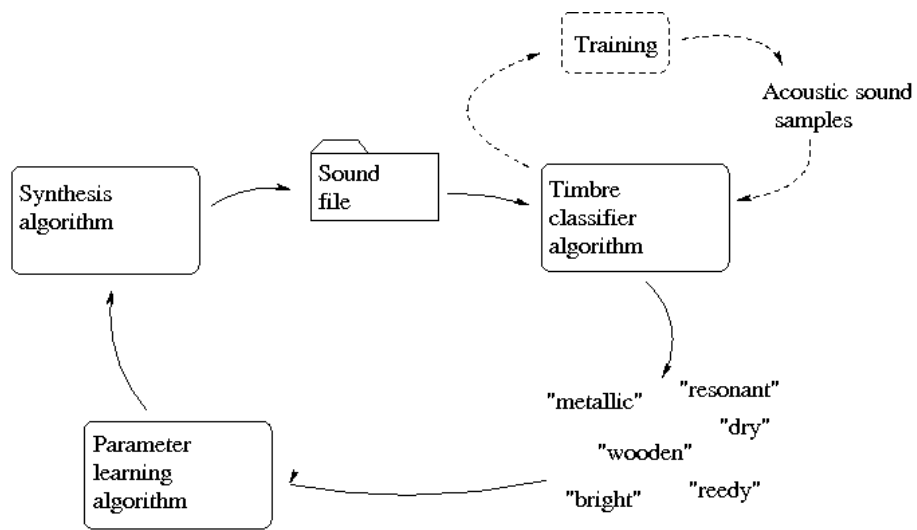 Training
Acoustic sound
samples
Sound
file
Synthesis
algorithm
Timbre
classifier
algorithm
"metallic"
"resonant"
"dry"
"wooden"
"bright"
"reedy"
Parameter
learning
algorithm